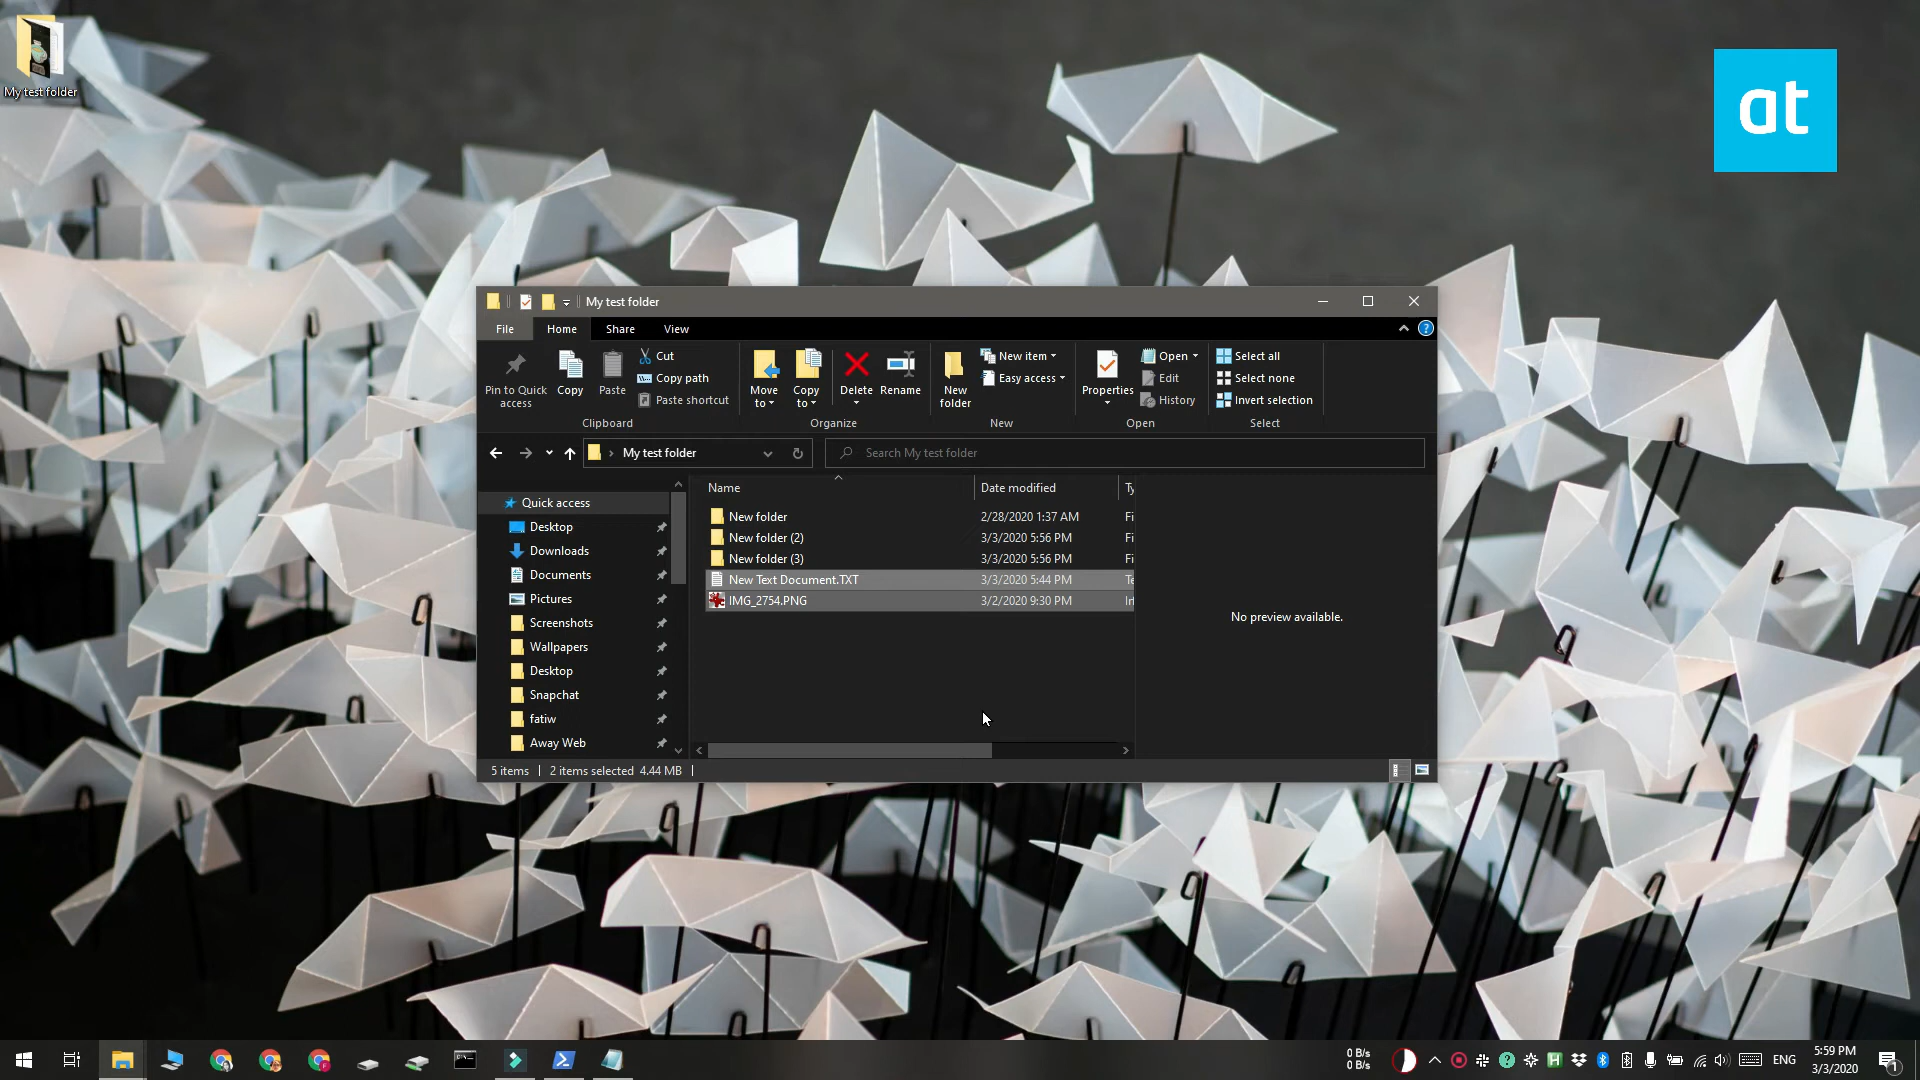 My test folder
at
My test folder
File Home Share View
Pin to Quick access
Copy
Paste
Cut
Copy path
Paste shortcut
Clipboard
Move to
Copy to
Delete
Rename
Organize
New folder
New item
Easy access
New
Properties
Open
Edit
History
Open
Select all
Select none
Invert selection
Select
My test folder
Search My test folder
Quick access
Desktop
Downloads
Documents
Pictures
Screenshots
Wallpapers
Desktop
Snapchat
fatiw
Away Web
Name Date modified Ty
New folder 2/28/2020 1:37 AM Fi
New folder (2) 3/3/2020 5:56 PM Fi
New folder (3) 3/3/2020 5:56 PM Fi
New Text Document.TXT 3/3/2020 5:44 PM Te
IMG_2754.PNG 3/2/2020 9:30 PM Irf
No preview available.
5 items 2 items selected 4.44 MB
0 B/s
0 B/s
ENG
5:59 PM
3/3/2020
1